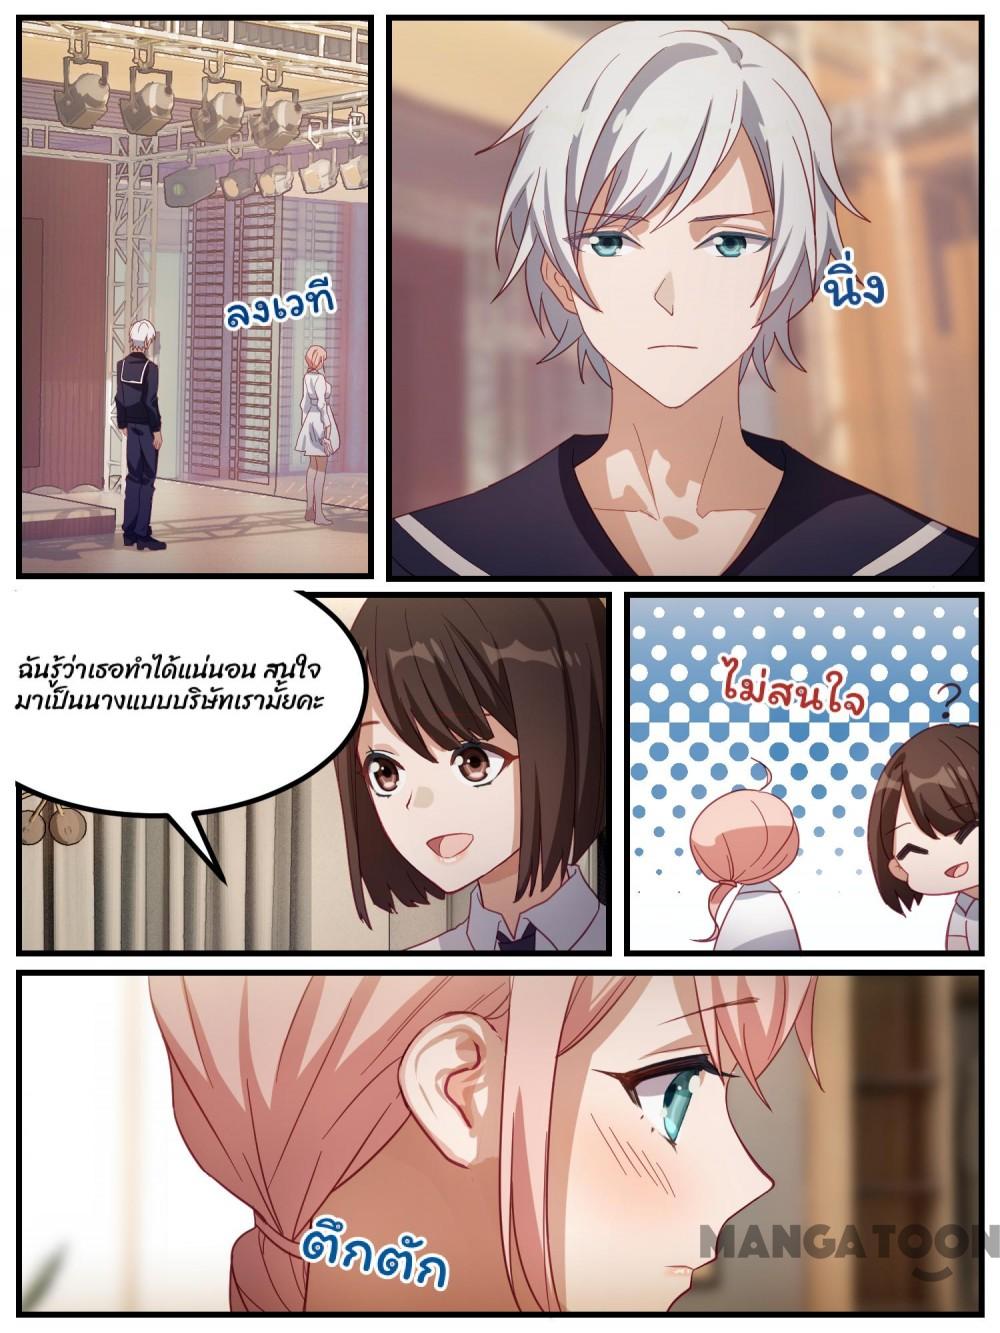 ลงเวที
นิ่ง
ฉันรู้ว่าเธอทำได้แน่นอน สนใจ
มาเป็นนางแบบบริษัทเรามั้ยคะ
ไม่สนใจ
?
ตึกตัก
MANGATOON